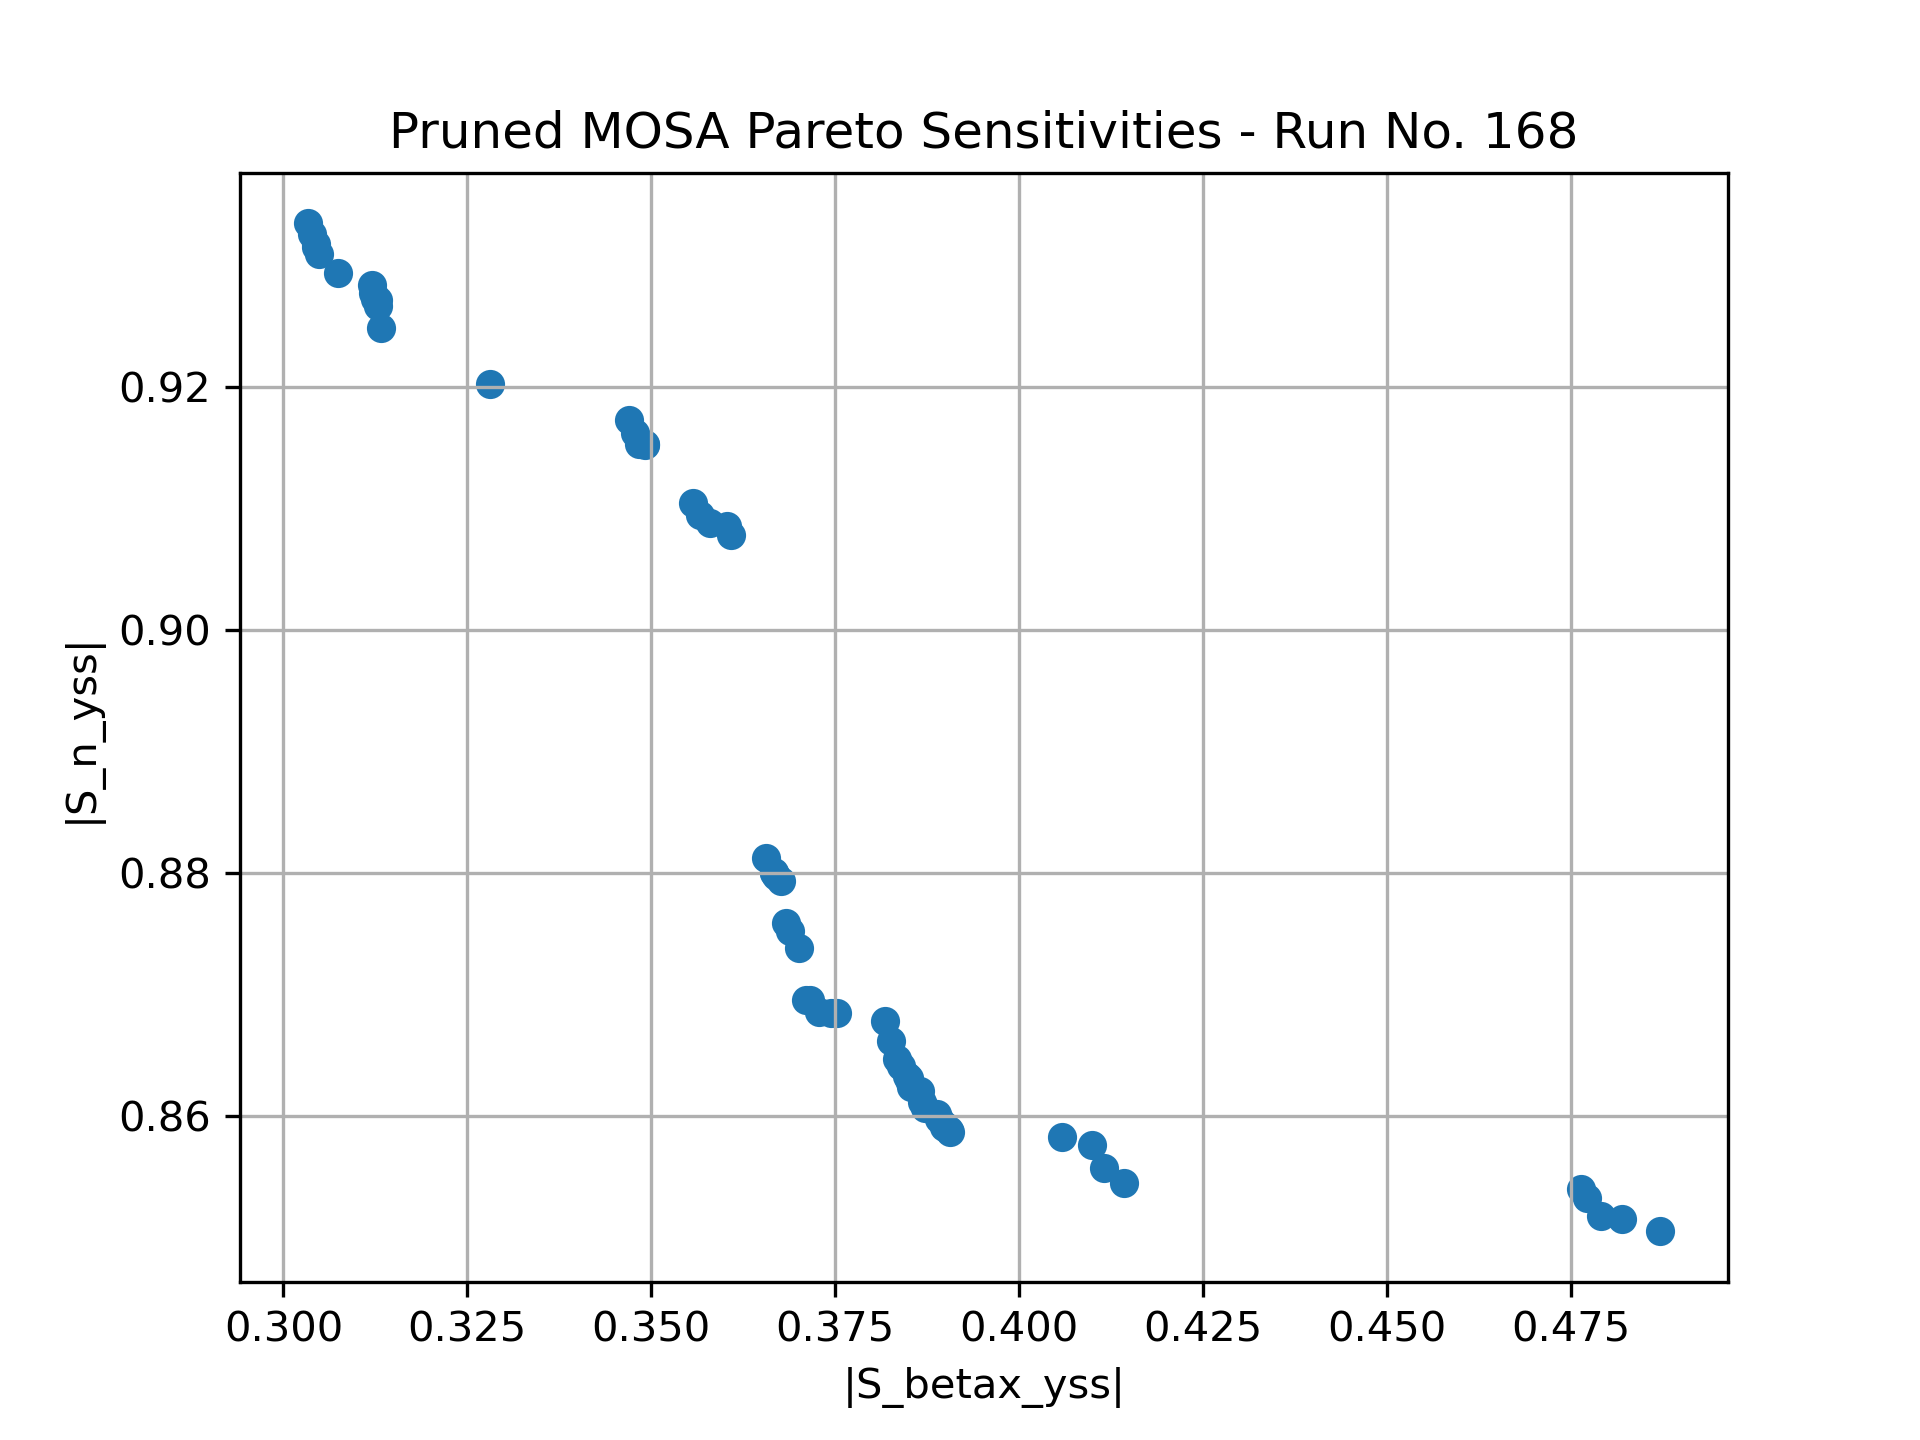 Pruned MOSA Pareto Sensitivities - Run No. 168
|S_n_yss|
0.92
0.90
0.88
0.86
0.300 0.325 0.350 0.375 0.400 0.425 0.450 0.475
|S_betax_yss|